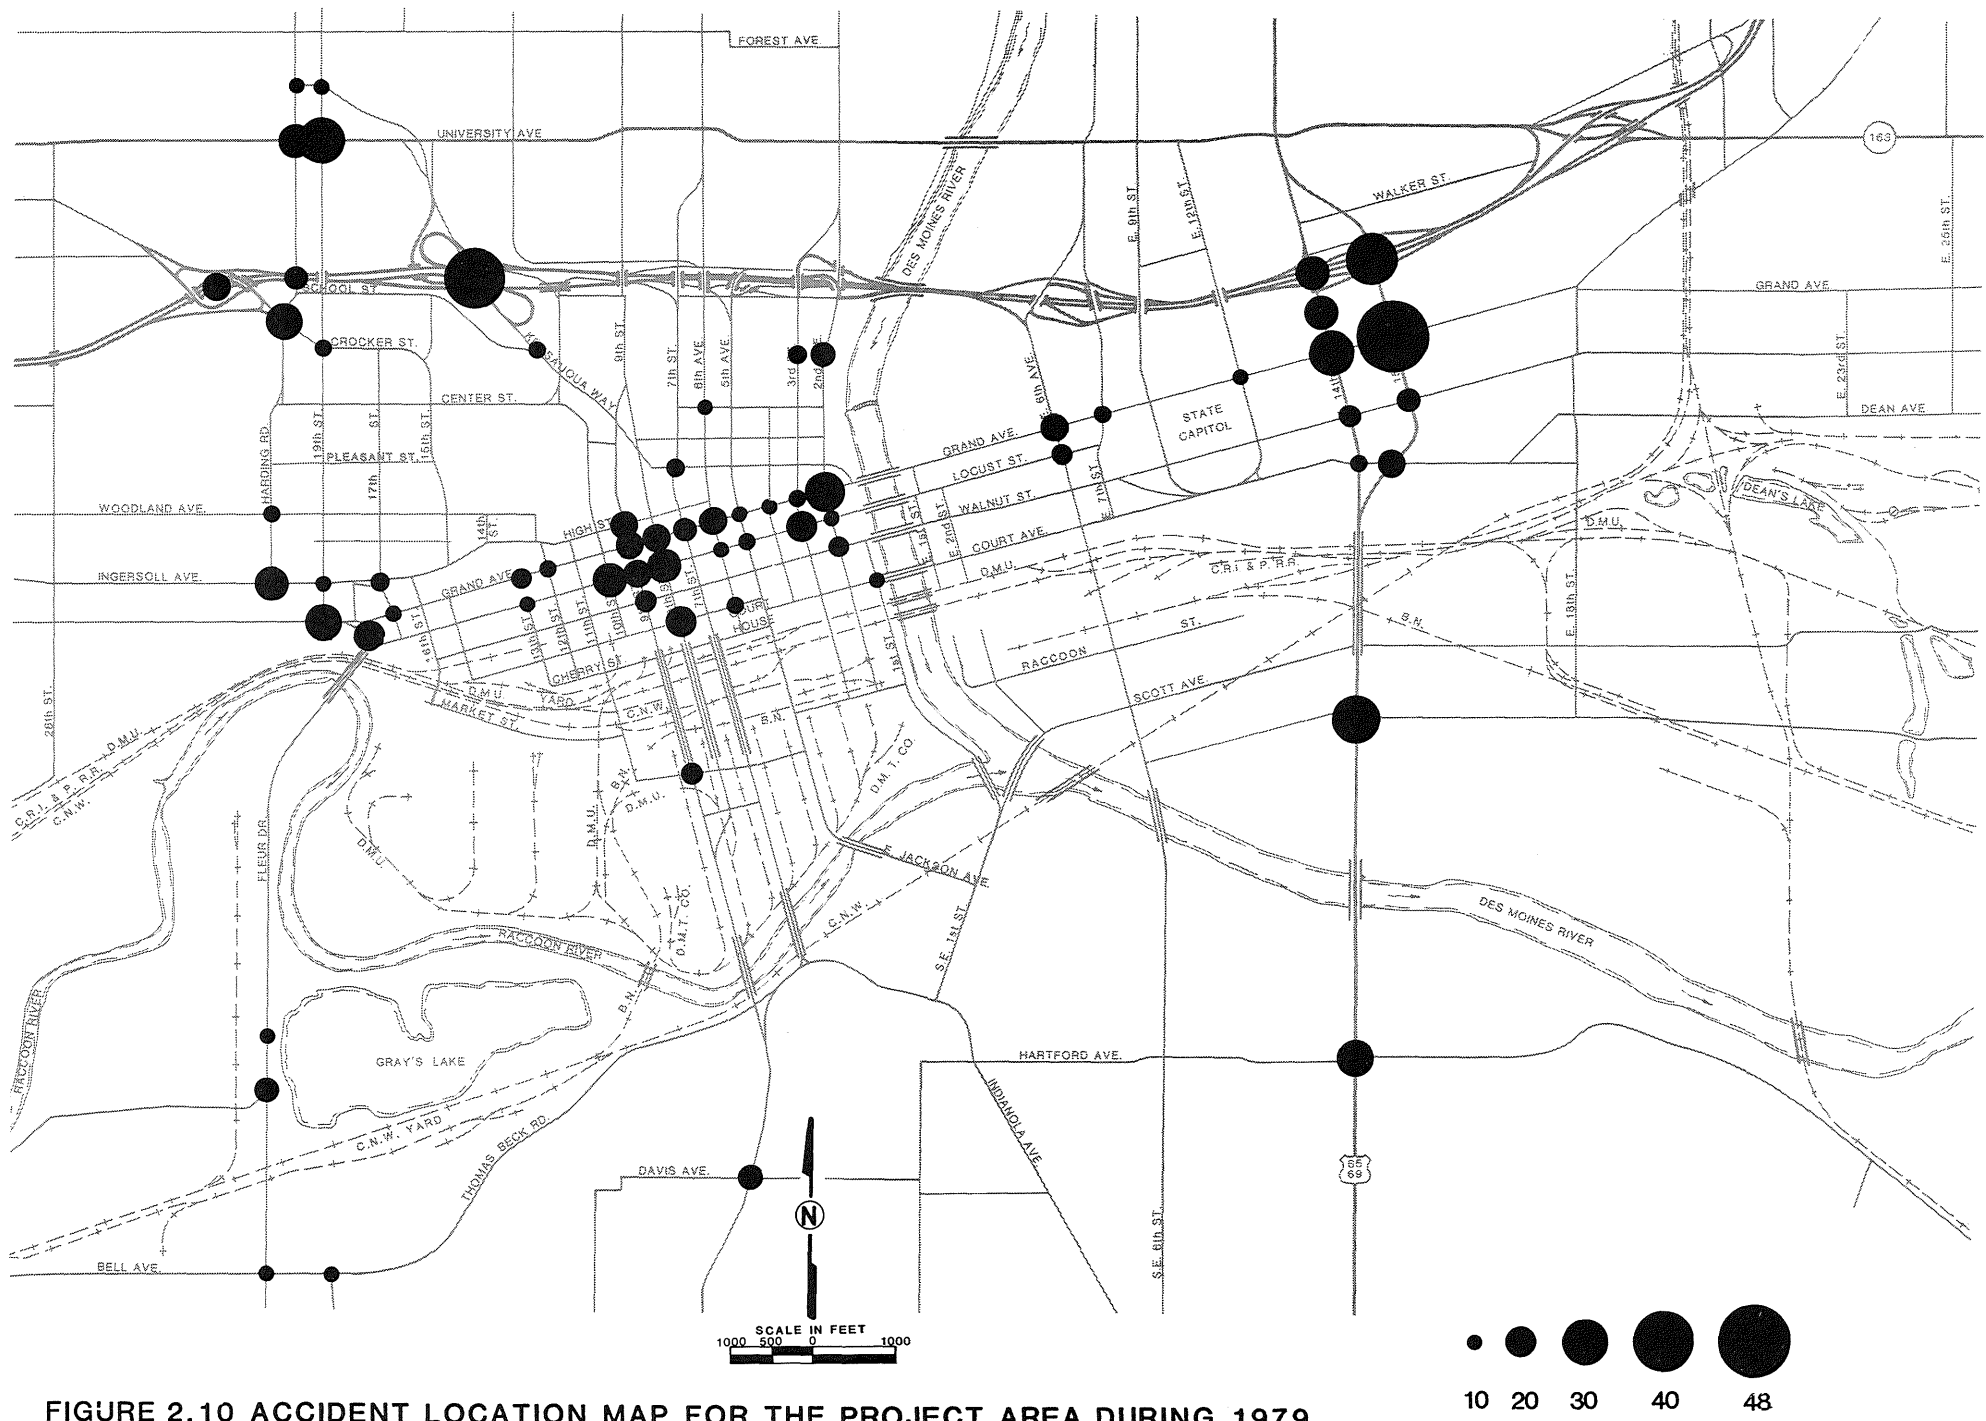 FOREST AVE.
UNIVERSITY AVE
163
DES MOINES RIVER
E. 9th ST.
E. 12th ST.
WALKER ST.
E. 25th ST.
SCHOOL ST.
GRAND AVE.
CROCKER ST.
KEOSAUQUA WAY
9th ST.
7th ST.
6th AVE
5th AVE
3rd
2nd
E. 6th AVE.
14th
E. 23rd ST.
DEAN AVE.
CENTER ST.
STATE
CAPITOL
HARDING RD.
19th ST.
17th ST.
15th ST.
PLEASANT ST.
GRAND AVE.
LOCUST ST.
WALNUT ST.
E. 7th ST.
DEAN'S LAKE
WOODLAND AVE.
14th
ST.
HIGH ST.
E. 1st ST.
E. 2nd ST.
COURT AVE.
D.M.U.
D.M.U.
C.R.I. & P. R.R.
INGERSOLL AVE.
GRAND AVE.
E. 18th ST.
16th ST.
13th ST.
12th ST.
11th ST.
10th S
7th ST.
HOUSE
ST.
B.N.
1st ST.
RACCOON
CHERRY ST.
D.M.U. YARD
MARKET ST.
C.N.W.
B.N.
SCOTT AVE.
28th ST.
D.M.U.
C.R.I. & P. R.R.
C.N.W.
B.N.
D.M.U.
D.M.U.
D.M.T. CO.
FLEUR DR.
D.M.U.
E. JACKSON AVE.
C.N.W.
D.M.T. CO.
S.E. 1st ST.
DES MOINES RIVER
RACCOON RIVER
B.N.
RACCOON RIVER
GRAY'S LAKE
HARTFORD AVE.
INDIANOLA AVE.
C.N.W. YARD
THOMAS BECK RD.
DAVIS AVE.
65
69
N
S.E. 6th ST.
BELL AVE.
SCALE IN FEET
1000 500 0 1000
10 20 30 40 48
FIGURE 2.10 ACCIDENT LOCATION MAP FOR THE PROJECT AREA DURING 1979